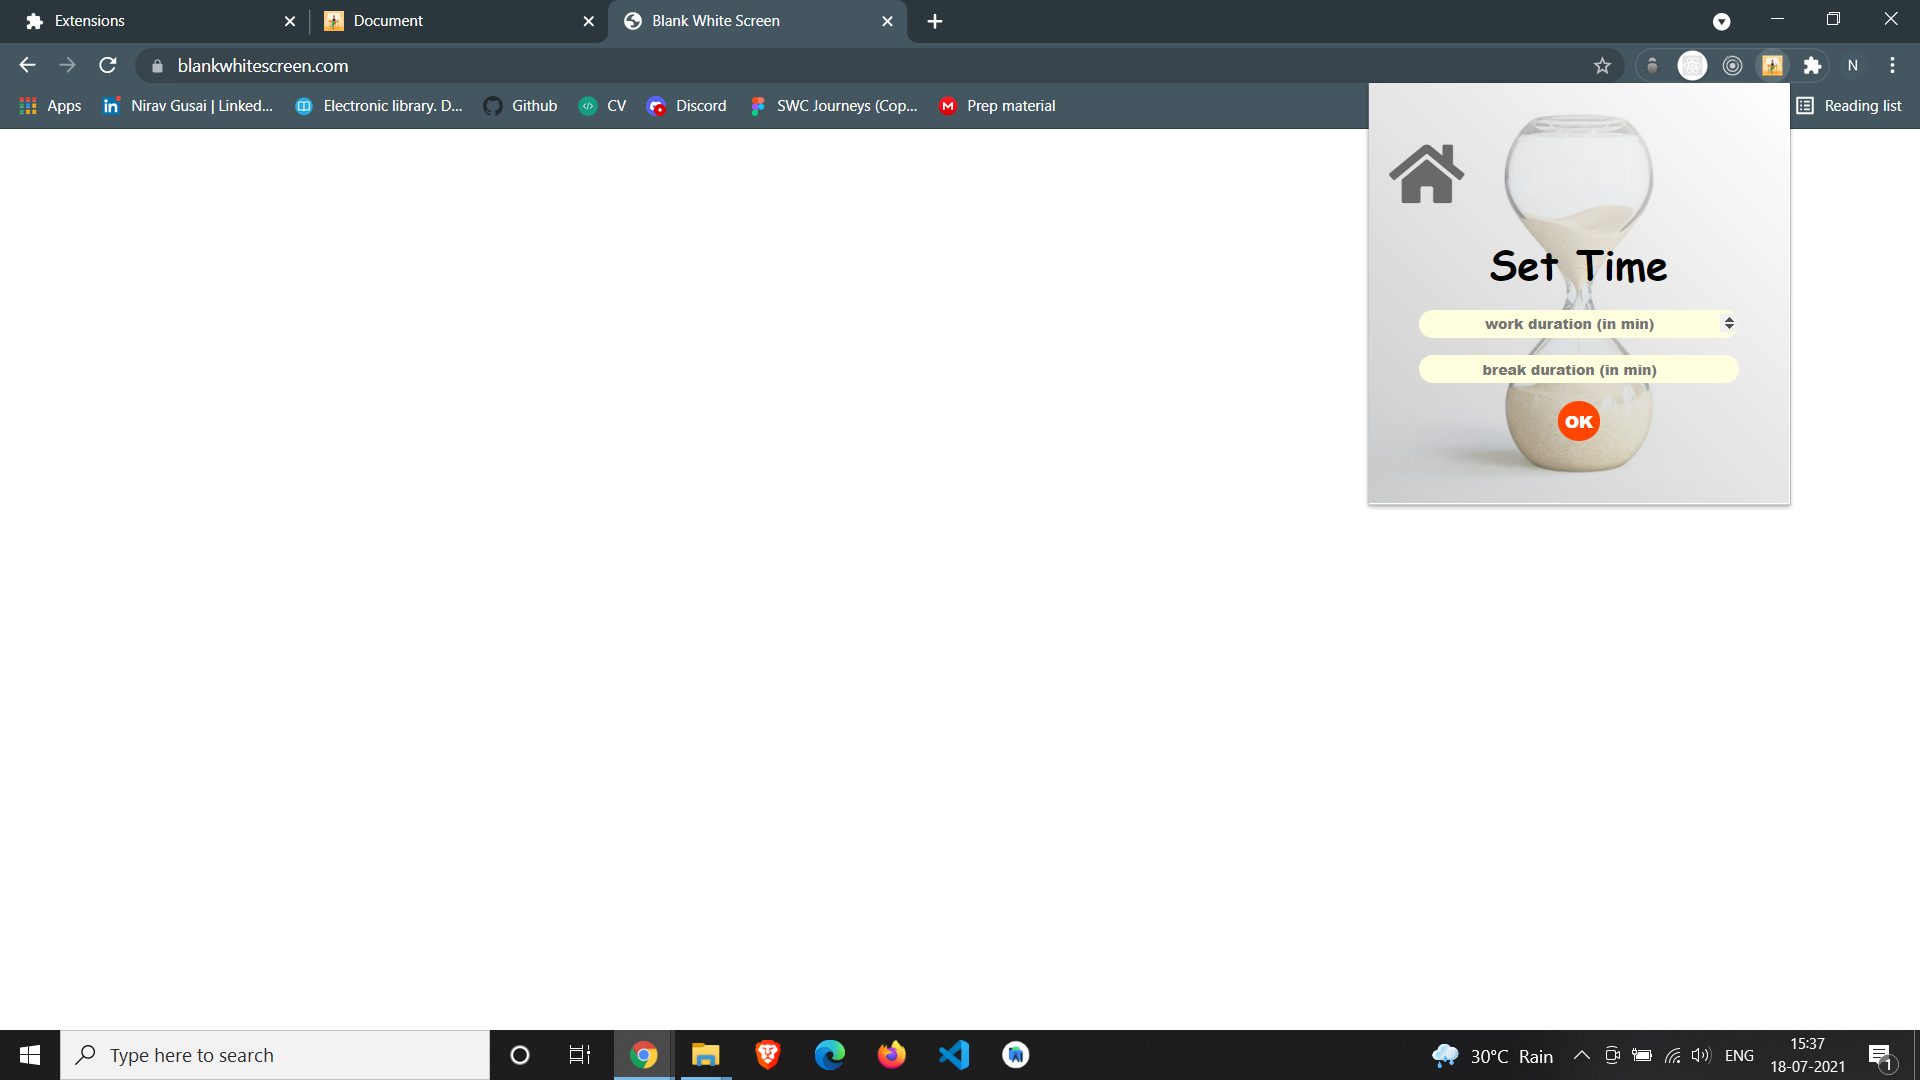 Extensions
Document
Blank White Screen
blankwhitescreen.com
N
Apps
Nirav Gusai | Linked...
Electronic library. D...
Github
CV
Discord
SWC Journeys (Cop...
Prep material
Reading list
Set Time
work duration (in min)
break duration (in min)
OK
Type here to search
30°C Rain
ENG
15:37
18-07-2021
1